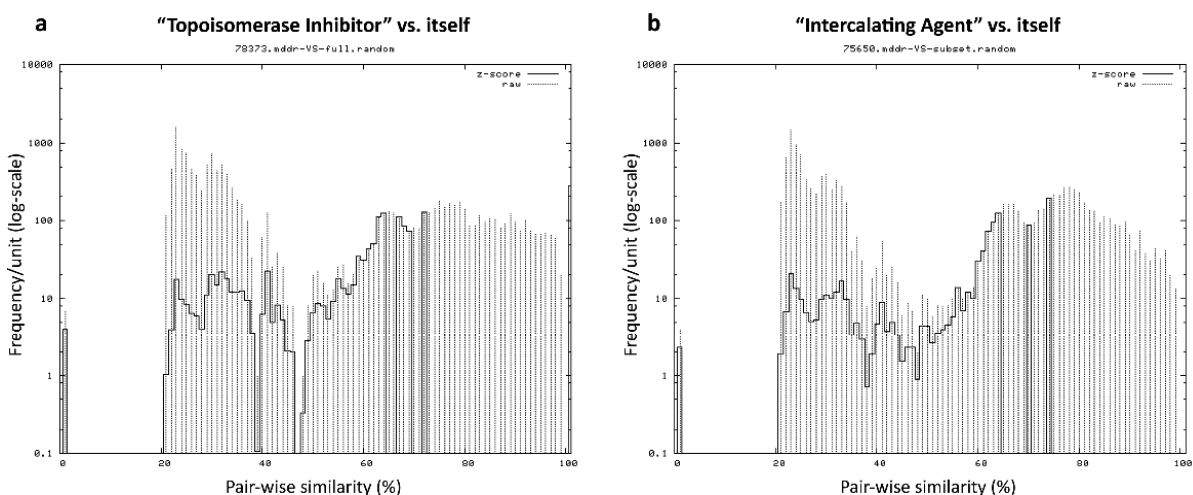 a “Topoisomerase Inhibitor” vs. itself
78373.mddr-VS-full.random
z-score
raw
Frequency/unit (log-scale)
10000
1000
100
10
1
0.1
0 20 40 60 80 100
Pair-wise similarity (%)
b “Intercalating Agent” vs. itself
75650.mddr-VS-subset.random
z-score
raw
Frequency/unit (log-scale)
10000
1000
100
10
1
0.1
0 20 40 60 80 100
Pair-wise similarity (%)